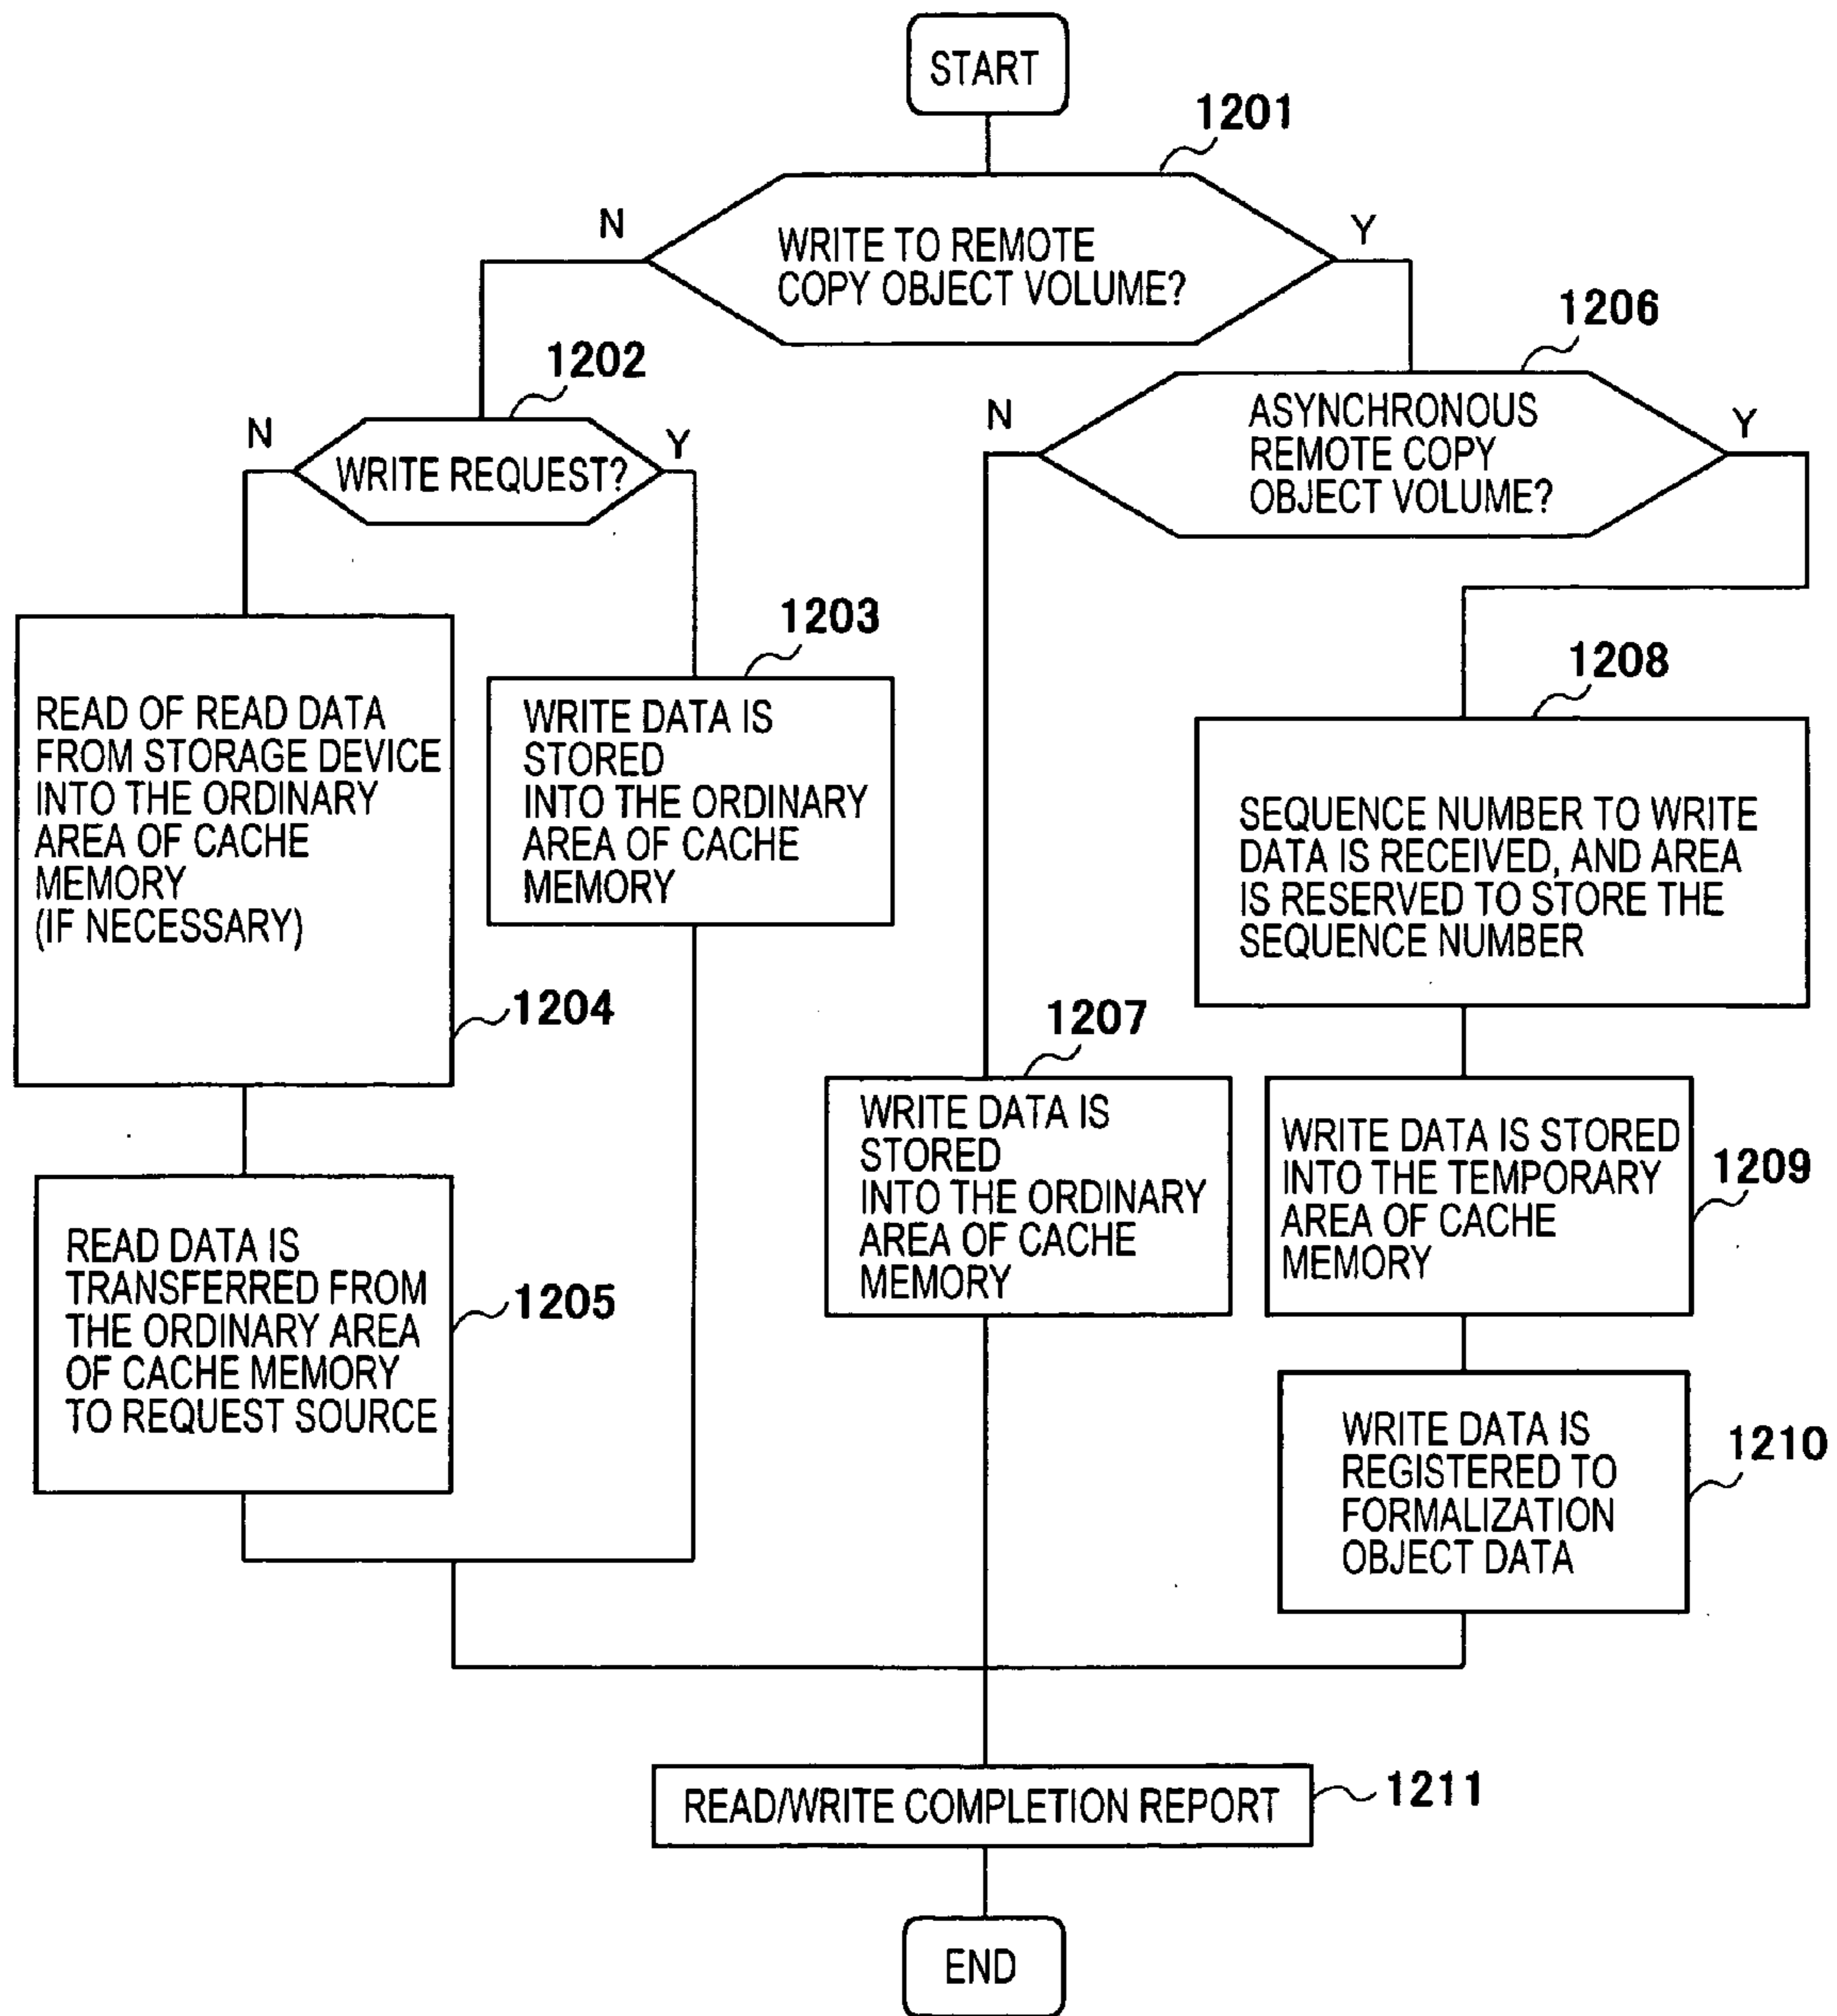 START
1201
N
WRITE TO REMOTE
COPY OBJECT VOLUME?
Y
1202
N
WRITE REQUEST?
Y
1206
N
ASYNCHRONOUS
REMOTE COPY
OBJECT VOLUME?
Y
READ OF READ DATA
FROM STORAGE DEVICE
INTO THE ORDINARY
AREA OF CACHE
MEMORY
(IF NECESSARY)
1204
1203
WRITE DATA IS
STORED
INTO THE ORDINARY
AREA OF CACHE
MEMORY
1208
SEQUENCE NUMBER TO WRITE
DATA IS RECEIVED, AND AREA
IS RESERVED TO STORE THE
SEQUENCE NUMBER
READ DATA IS
TRANSFERRED FROM
THE ORDINARY AREA
OF CACHE MEMORY
TO REQUEST SOURCE
1205
1207
WRITE DATA IS
STORED
INTO THE ORDINARY
AREA OF CACHE
MEMORY
WRITE DATA IS STORED
INTO THE TEMPORARY
AREA OF CACHE
MEMORY
1209
WRITE DATA IS
REGISTERED TO
FORMALIZATION
OBJECT DATA
1210
READ/WRITE COMPLETION REPORT
1211
END